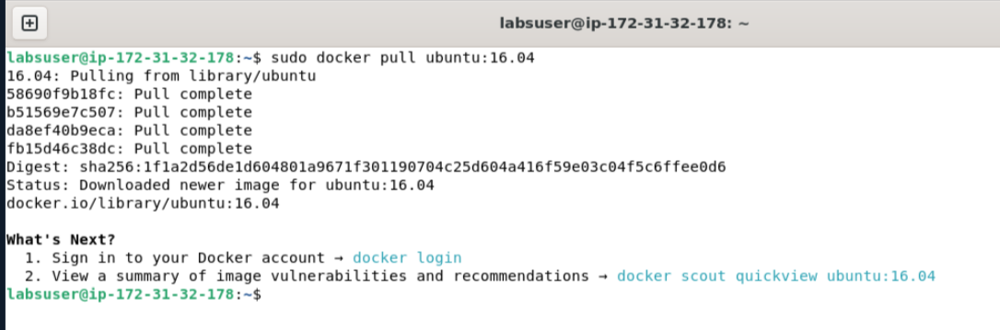 labsuser@ip-172-31-32-178: ~
labsuser@ip-172-31-32-178:~$ sudo docker pull ubuntu:16.04
16.04: Pulling from library/ubuntu
58690f9b18fc: Pull complete
b51569e7c507: Pull complete
da8ef40b9eca: Pull complete
fb15d46c38dc: Pull complete
Digest: sha256:1f1a2d56de1d604801a9671f301190704c25d604a416f59e03c04f5c6ffee0d6
Status: Downloaded newer image for ubuntu:16.04
docker.io/library/ubuntu:16.04
What's Next?
1. Sign in to your Docker account → docker login
2. View a summary of image vulnerabilities and recommendations → docker scout quickview ubuntu:16.04
labsuser@ip-172-31-32-178:~$